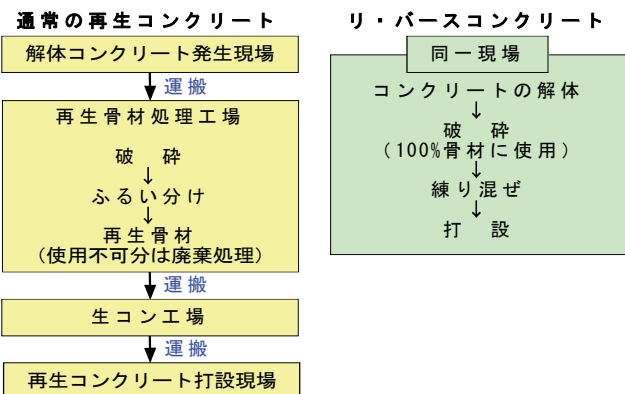 通常の再生コンクリート
解体コンクリート発生現場
運搬
再生骨材処理工場
破 砕
↓
ふるい分け
↓
再生骨材
(使用不可分は廃棄処理)
運搬
生コン工場
運搬
再生コンクリート打設現場
リ・バースコンクリート
同一現場
コンクリートの解体
↓
破 砕
(100%骨材に使用)
↓
練り混ぜ
↓
打 設